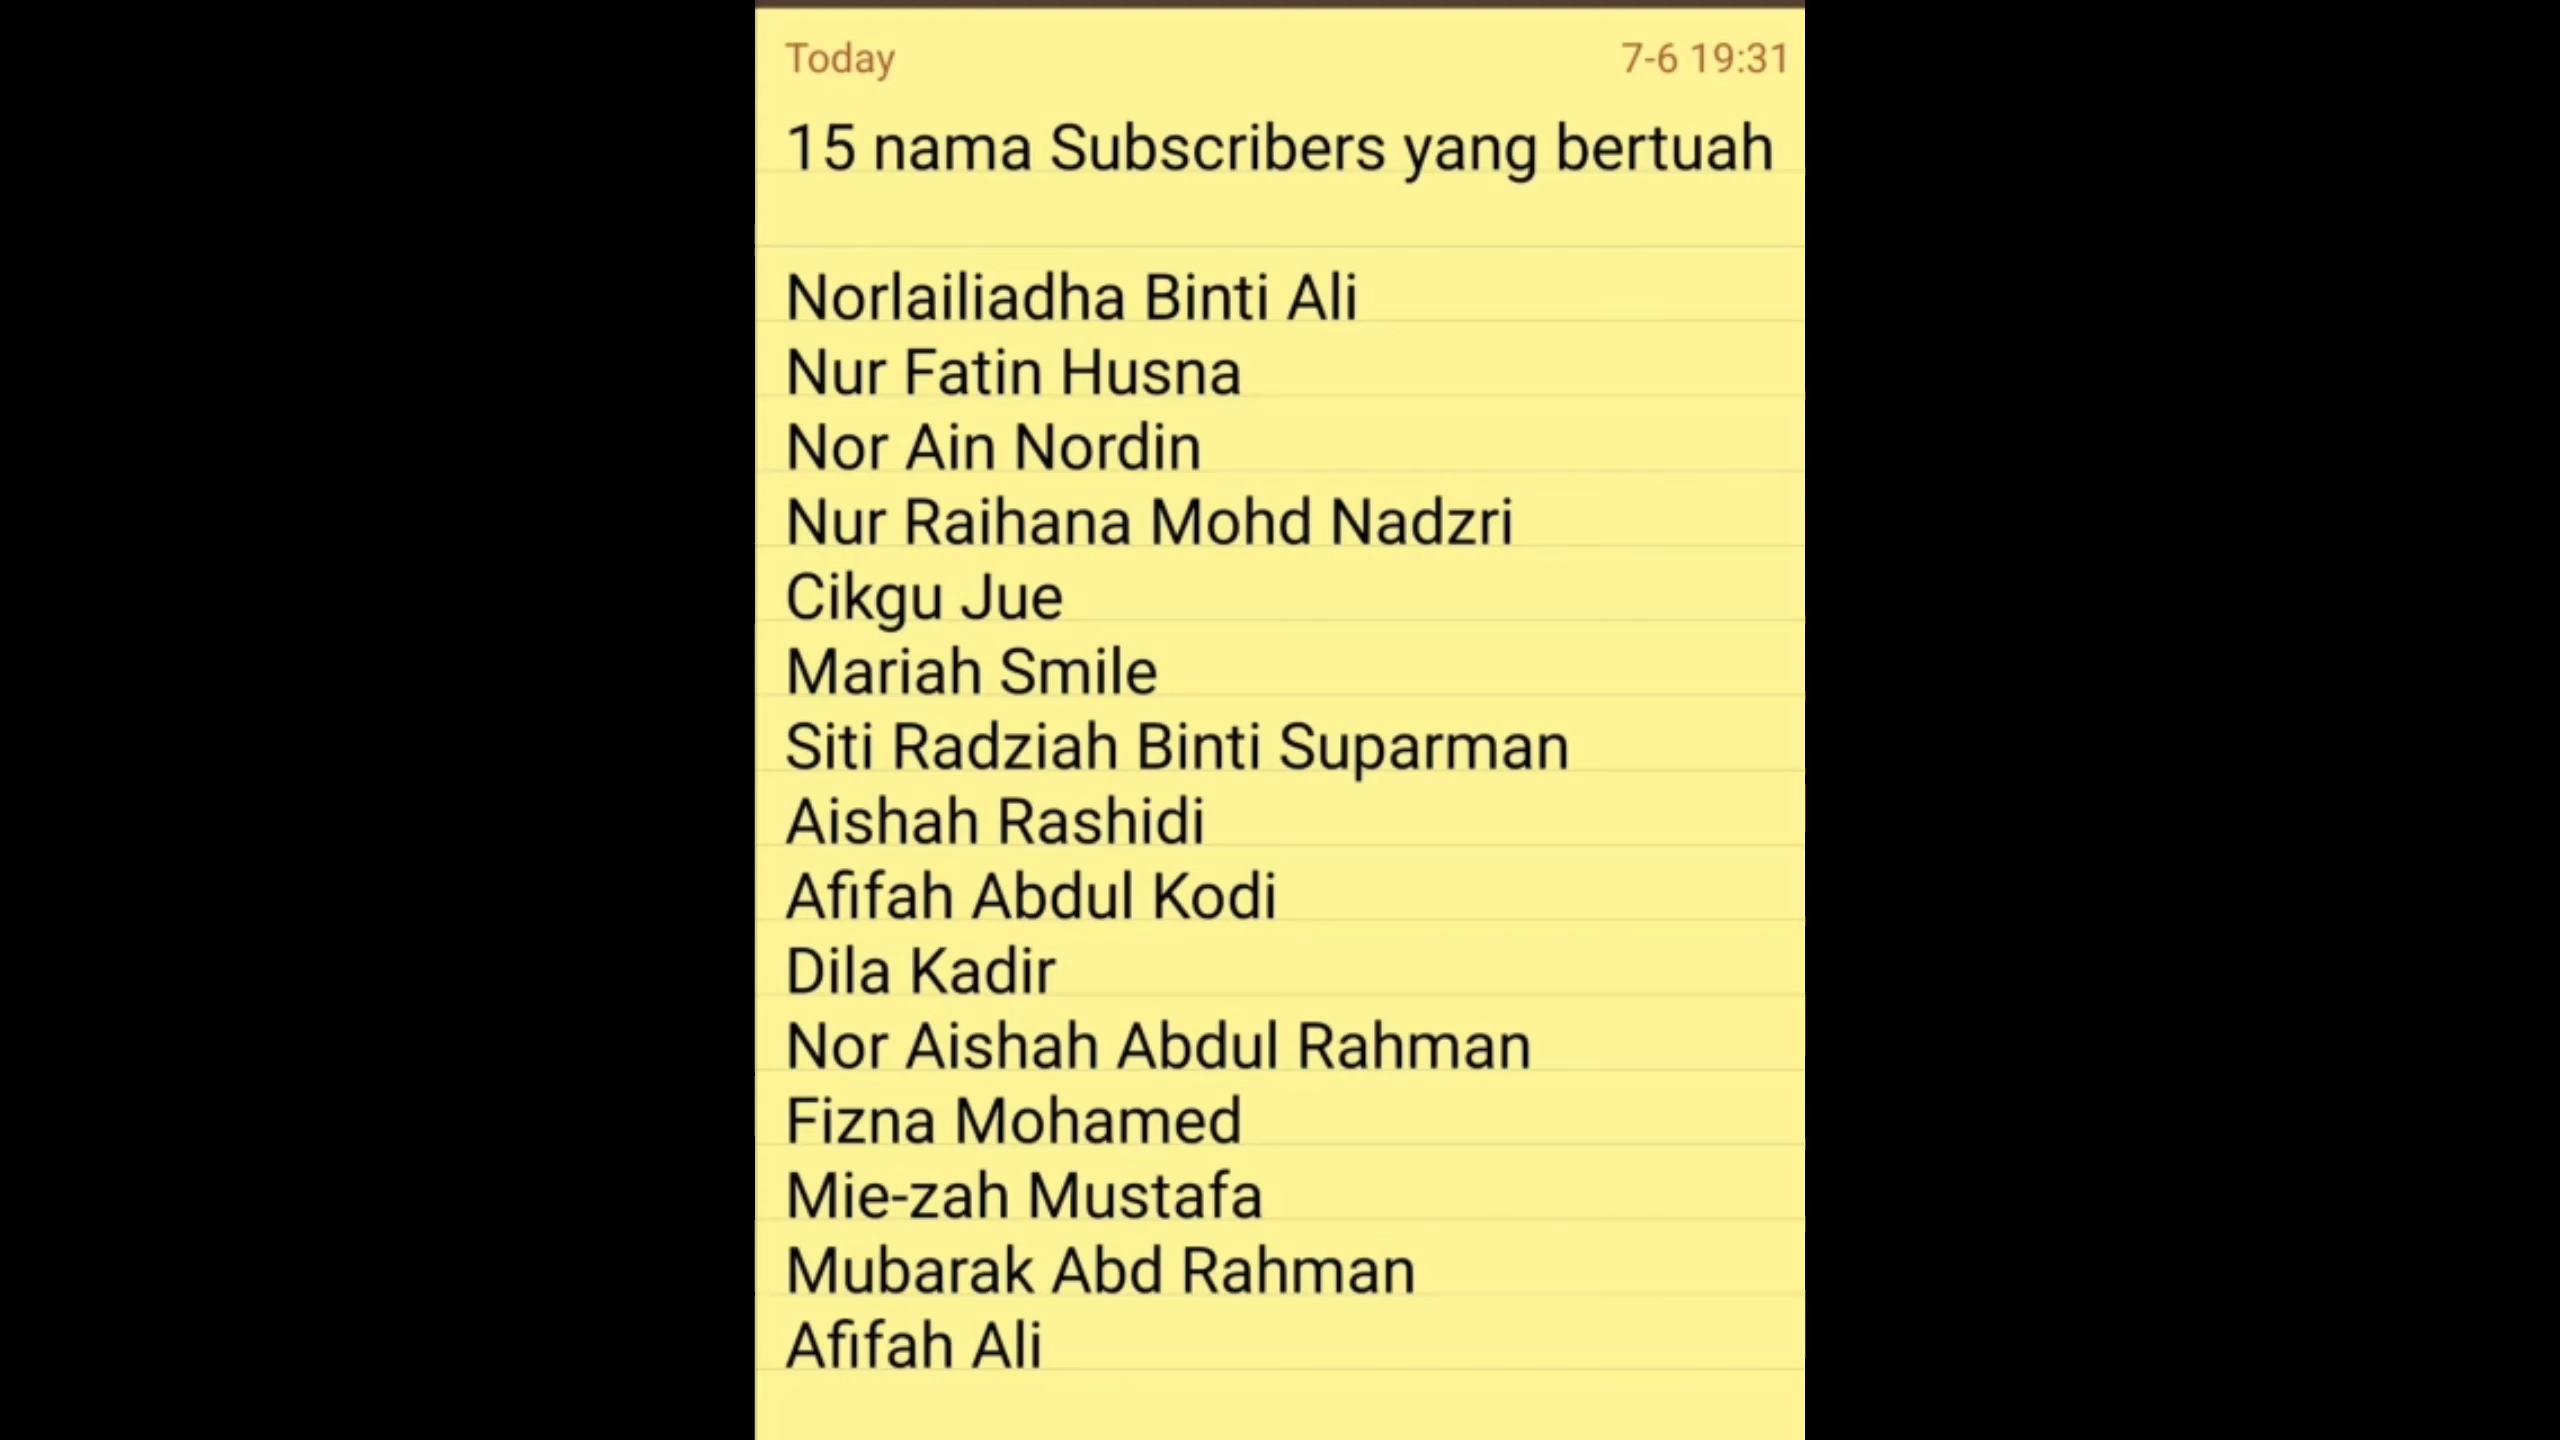 Today 7-6 19:31
15 nama Subscribers yang bertuah
Norlailiadha Binti Ali
Nur Fatin Husna
Nor Ain Nordin
Nur Raihana Mohd Nadzri
Cikgu Jue
Mariah Smile
Siti Radziah Binti Suparman
Aishah Rashidi
Afifah Abdul Kodi
Dila Kadir
Nor Aishah Abdul Rahman
Fizna Mohamed
Mie-zah Mustafa
Mubarak Abd Rahman
Afifah Ali